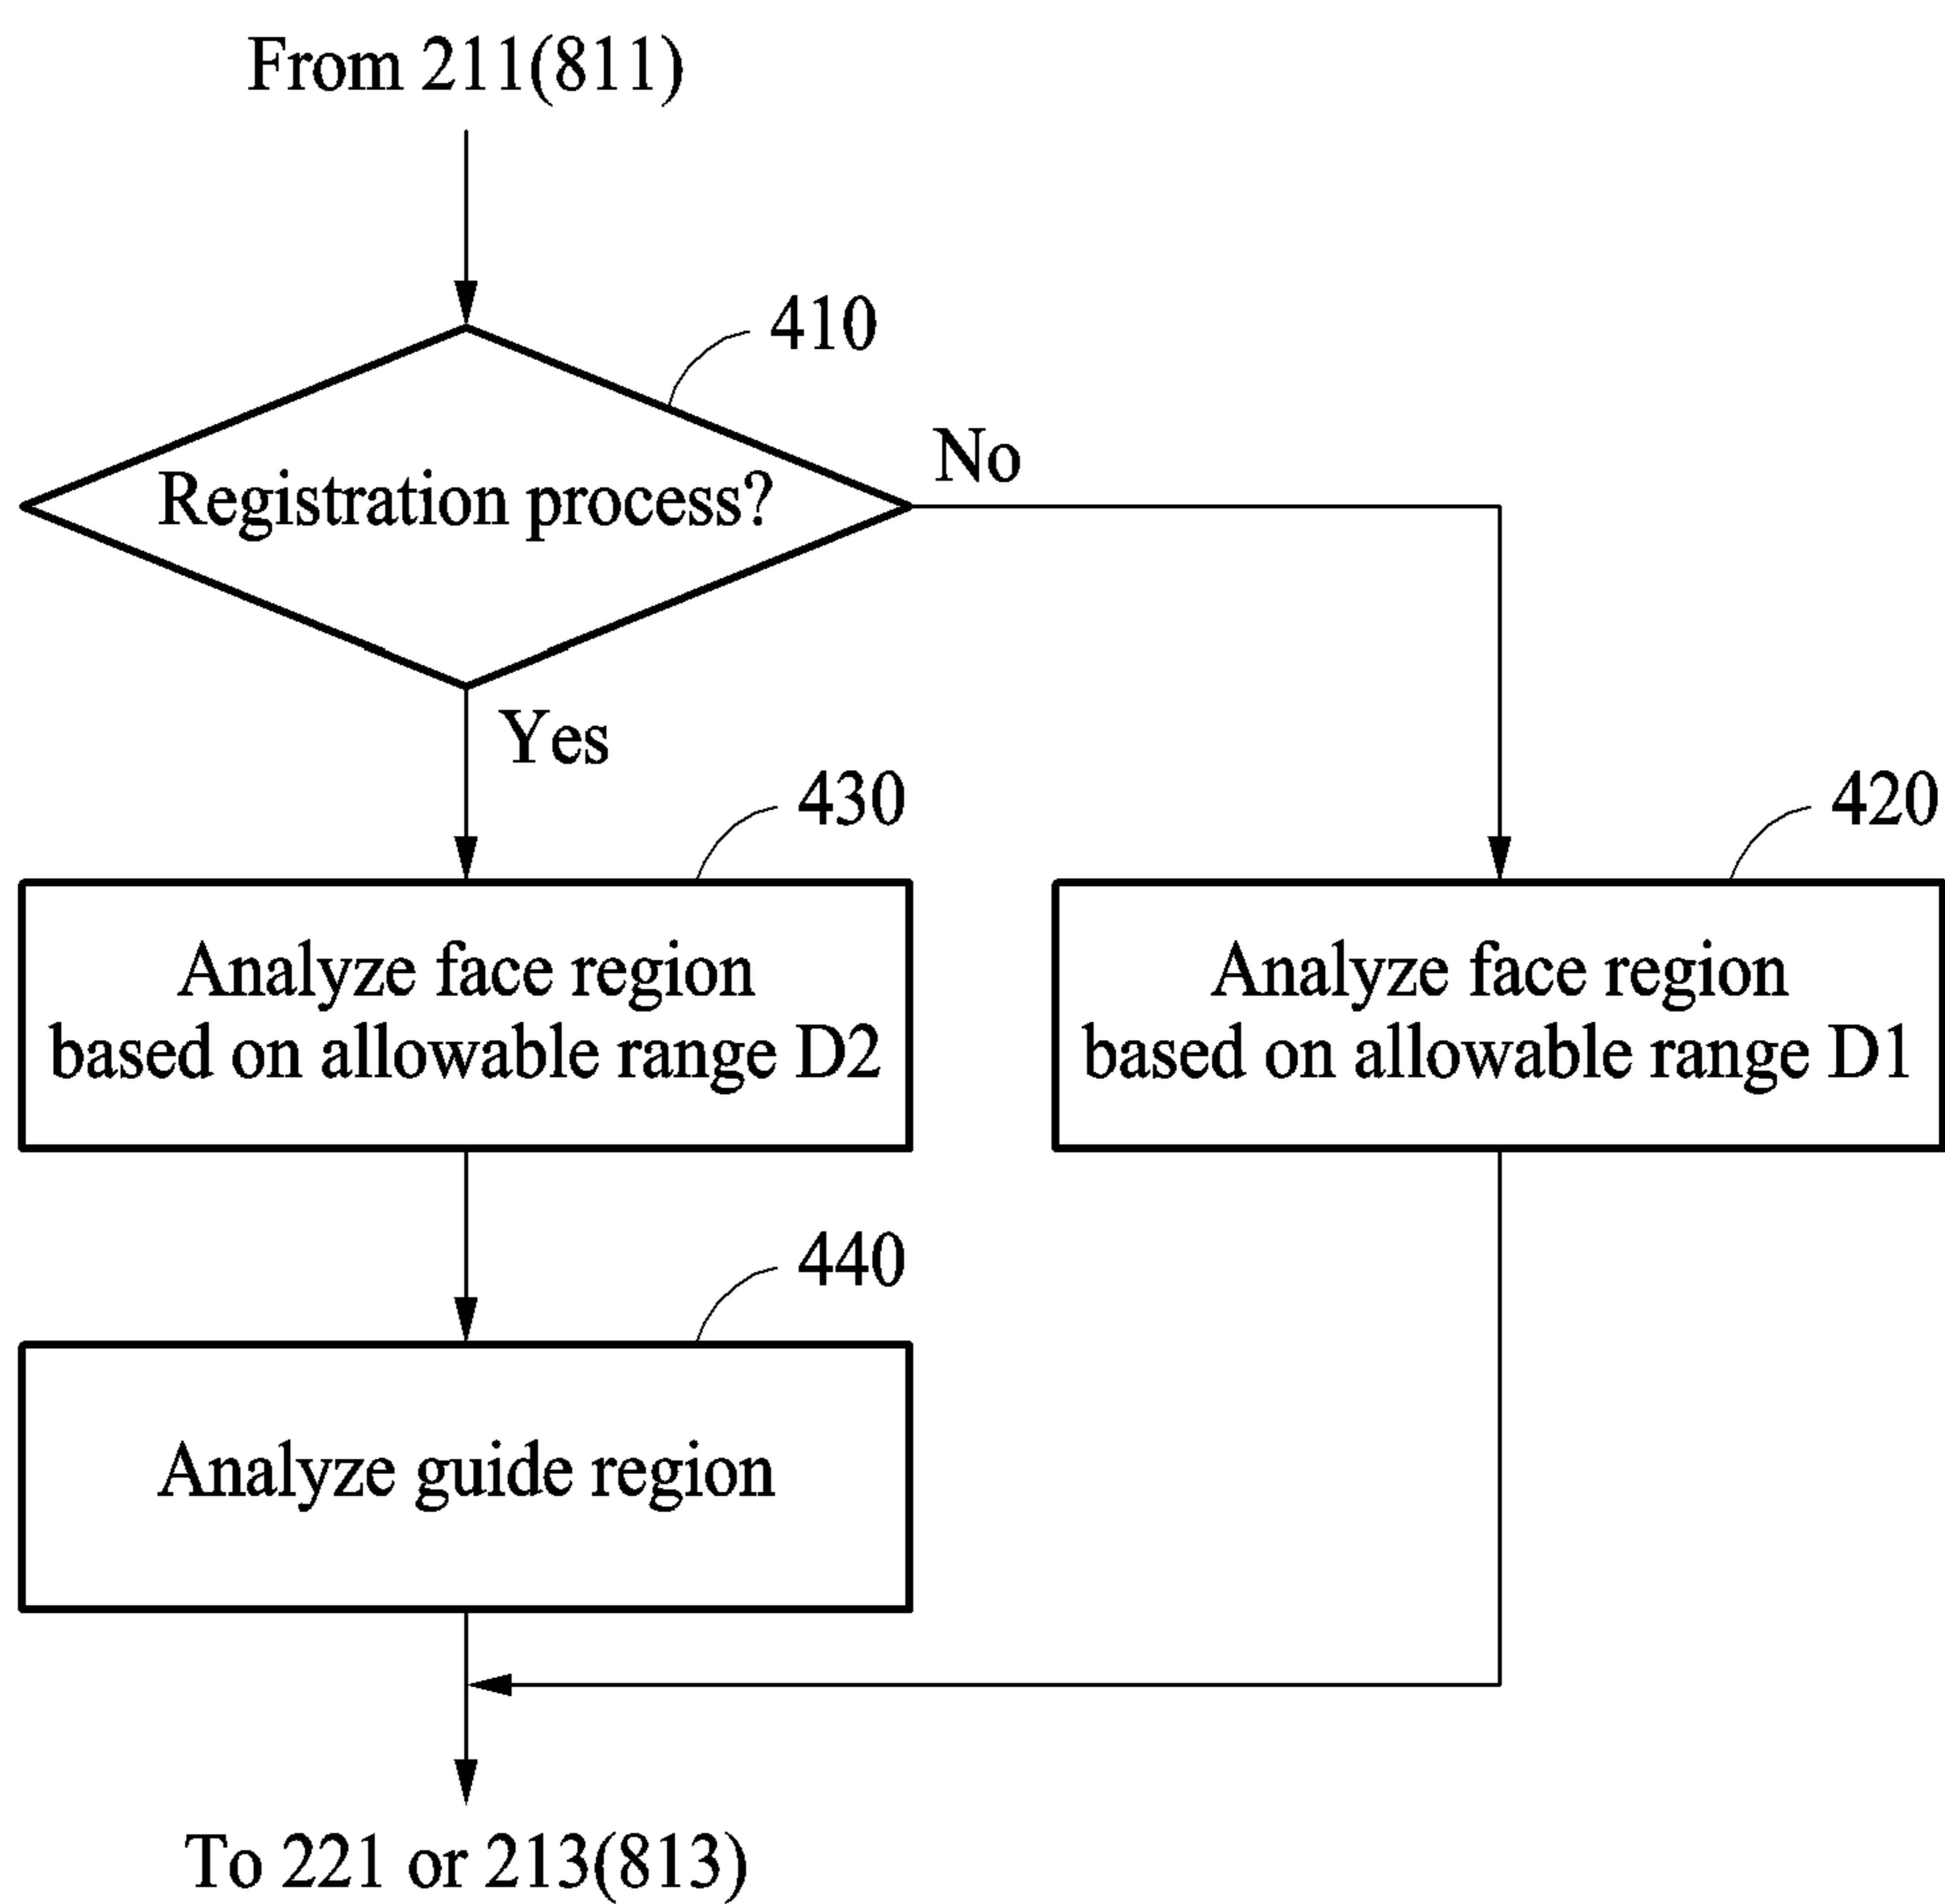 From 211(811)
410
Registration process?
No
Yes
430
420
Analyze face region
based on allowable range D2
Analyze face region
based on allowable range D1
440
Analyze guide region
To 221 or 213(813)